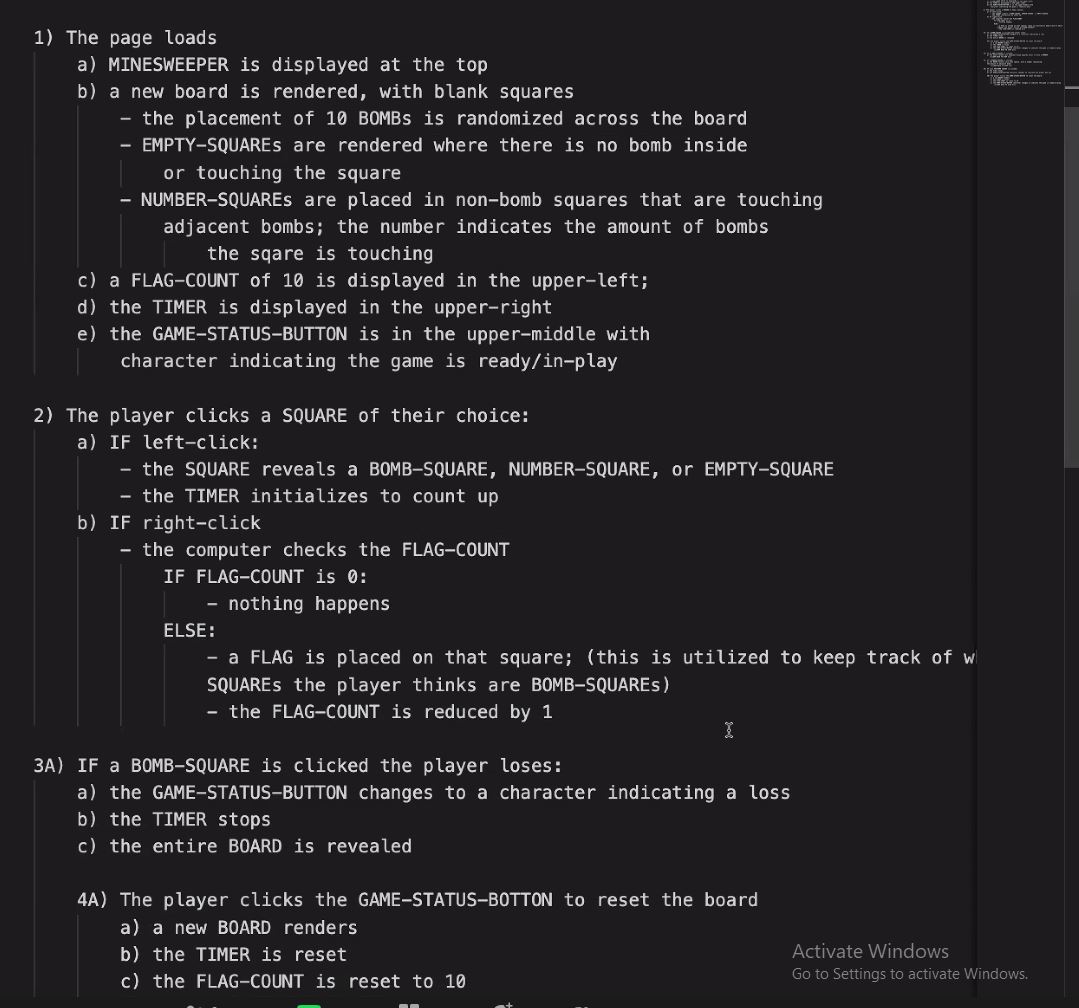 1) The page loads
a) MINESWEEPER is displayed at the top
b) a new board is rendered, with blank squares
– the placement of 10 BOMBs is randomized across the board
– EMPTY-SQUAREs are rendered where there is no bomb inside
or touching the square
– NUMBER-SQUAREs are placed in non-bomb squares that are touching
adjacent bombs; the number indicates the amount of bombs
the sqare is touching
c) a FLAG-COUNT of 10 is displayed in the upper-left;
d) the TIMER is displayed in the upper-right
e) the GAME-STATUS-BUTTON is in the upper-middle with
character indicating the game is ready/in-play
2) The player clicks a SQUARE of their choice:
a) IF left-click:
– the SQUARE reveals a BOMB-SQUARE, NUMBER-SQUARE, or EMPTY-SQUARE
– the TIMER initializes to count up
b) IF right-click
– the computer checks the FLAG-COUNT
IF FLAG-COUNT is 0:
– nothing happens
ELSE:
– a FLAG is placed on that square; (this is utilized to keep track of
SQUAREs the player thinks are BOMB-SQUAREs)
– the FLAG-COUNT is reduced by 1
3A) IF a BOMB-SQUARE is clicked the player loses:
a) the GAME-STATUS-BUTTON changes to a character indicating a loss
b) the TIMER stops
c) the entire BOARD is revealed
4A) The player clicks the GAME-STATUS-BOTTON to reset the board
a) a new BOARD renders
b) the TIMER is reset
c) the FLAG-COUNT is reset to 10
Activate Windows
Go to Settings to activate Windows.